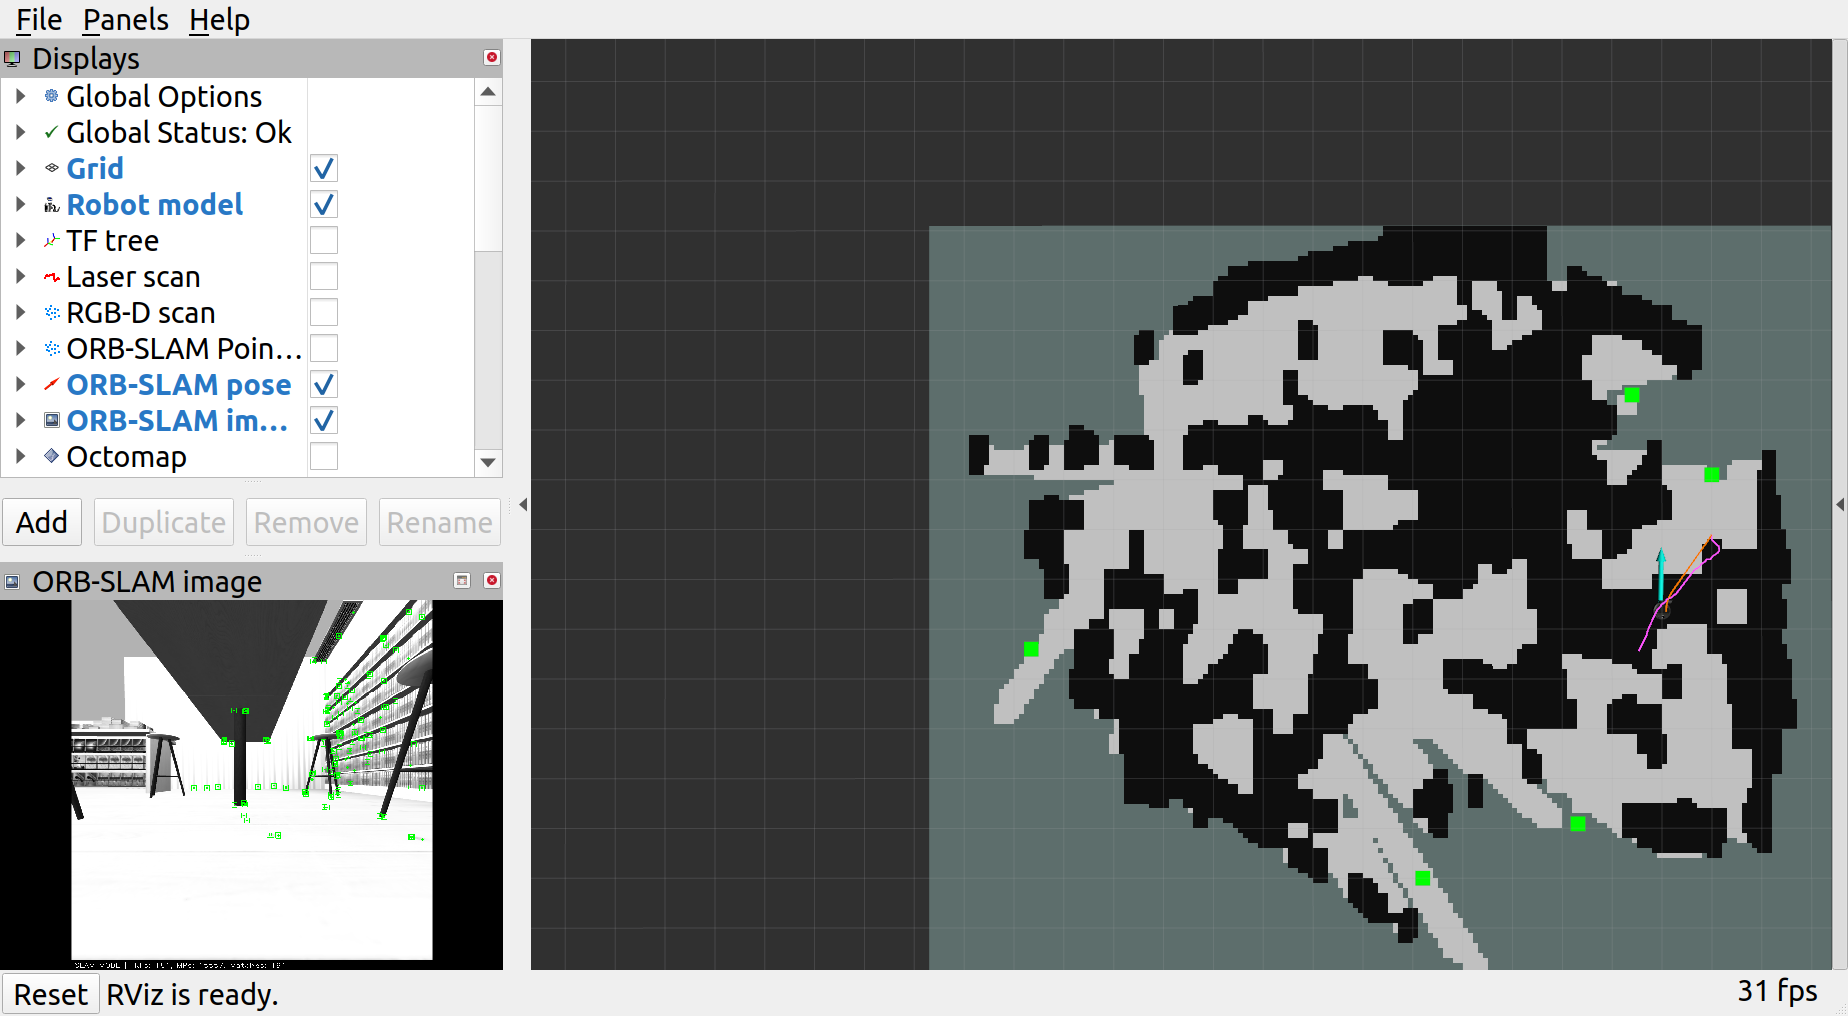 File Panels Help
Displays
Global Options
Global Status: Ok
Grid
Robot model
TF tree
Laser scan
RGB-D scan
ORB-SLAM Poin...
ORB-SLAM pose
ORB-SLAM im...
Octomap
Add Duplicate Remove Rename
ORB-SLAM image
SLAM MODE |
Reset RViz is ready.
31 fps